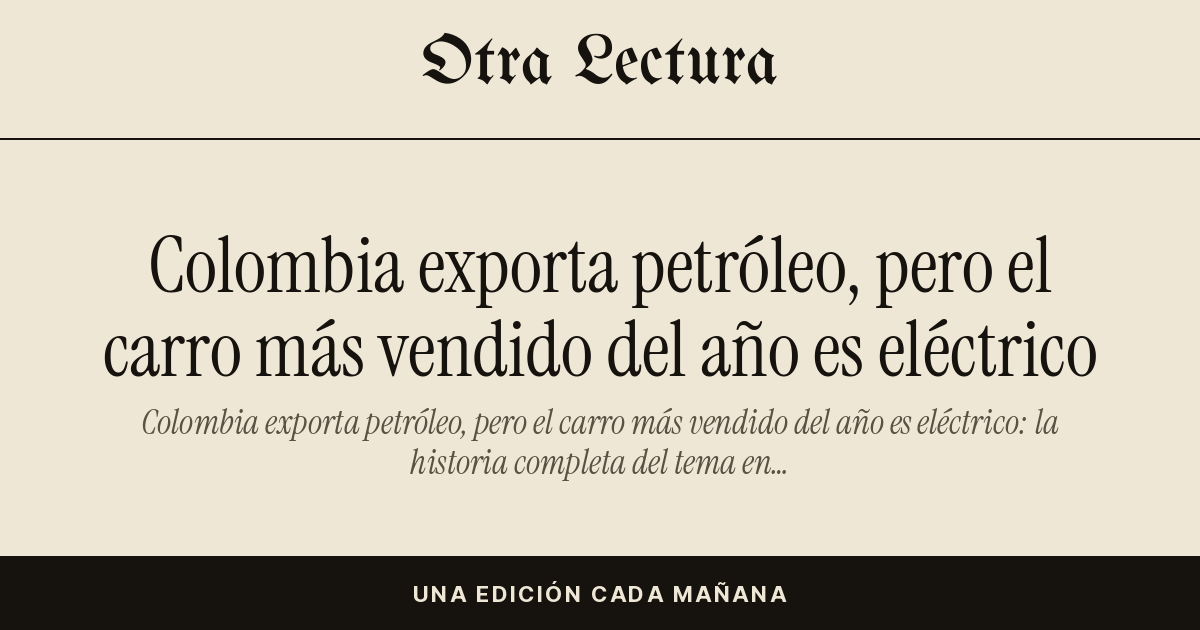 Otra Lectura
Colombia exporta petróleo, pero el
carro más vendido del año es eléctrico
Colombia exporta petróleo, pero el carro más vendido del año es eléctrico: la
historia completa del tema en...
UNA EDICIÓN CADA MAÑANA